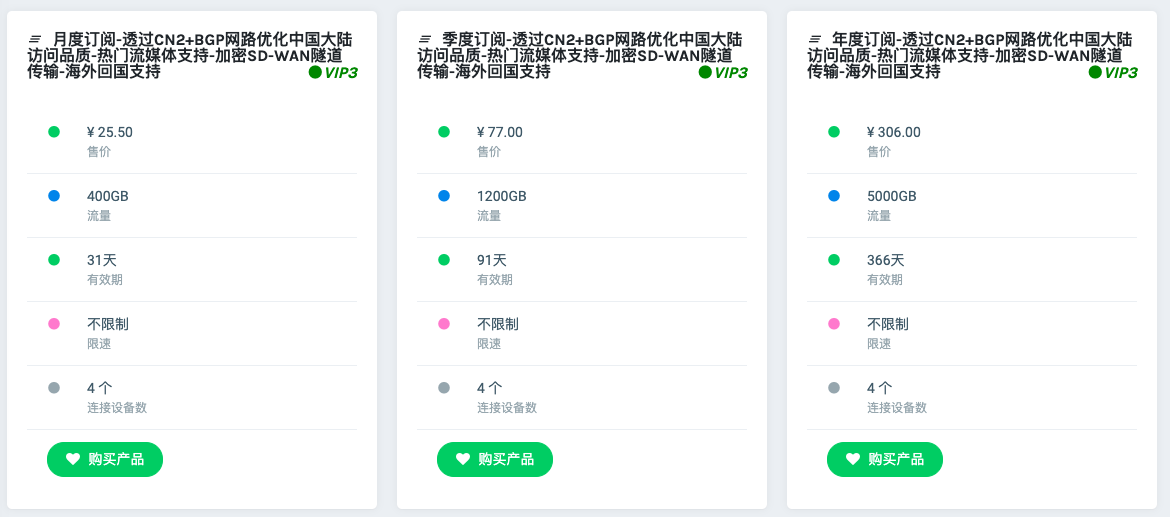 月度订阅-透过CN2+BGP网路优化中国大陆
访问品质-热门流媒体支持-加密SD-WAN隧道
传输-海外回国支持
VIP3
¥ 25.50
售价
400GB
流量
31天
有效期
不限制
限速
4 个
连接设备数
购买产品
季度订阅-透过CN2+BGP网路优化中国大陆
访问品质-热门流媒体支持-加密SD-WAN隧道
传输-海外回国支持
VIP3
¥ 77.00
售价
1200GB
流量
91天
有效期
不限制
限速
4 个
连接设备数
购买产品
年度订阅-透过CN2+BGP网路优化中国大陆
访问品质-热门流媒体支持-加密SD-WAN隧道
传输-海外回国支持
VIP3
¥ 306.00
售价
5000GB
流量
366天
有效期
不限制
限速
4 个
连接设备数
购买产品